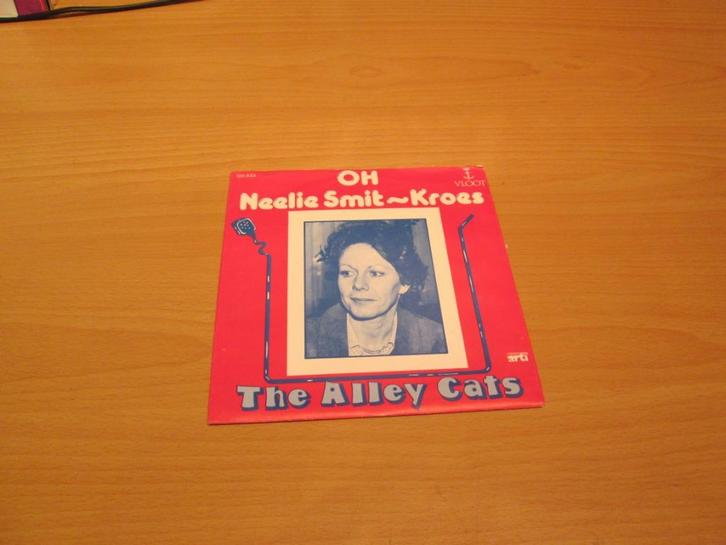 OH
VLOOT
Neelie Smit~Kroes
arti
The Alley Cats